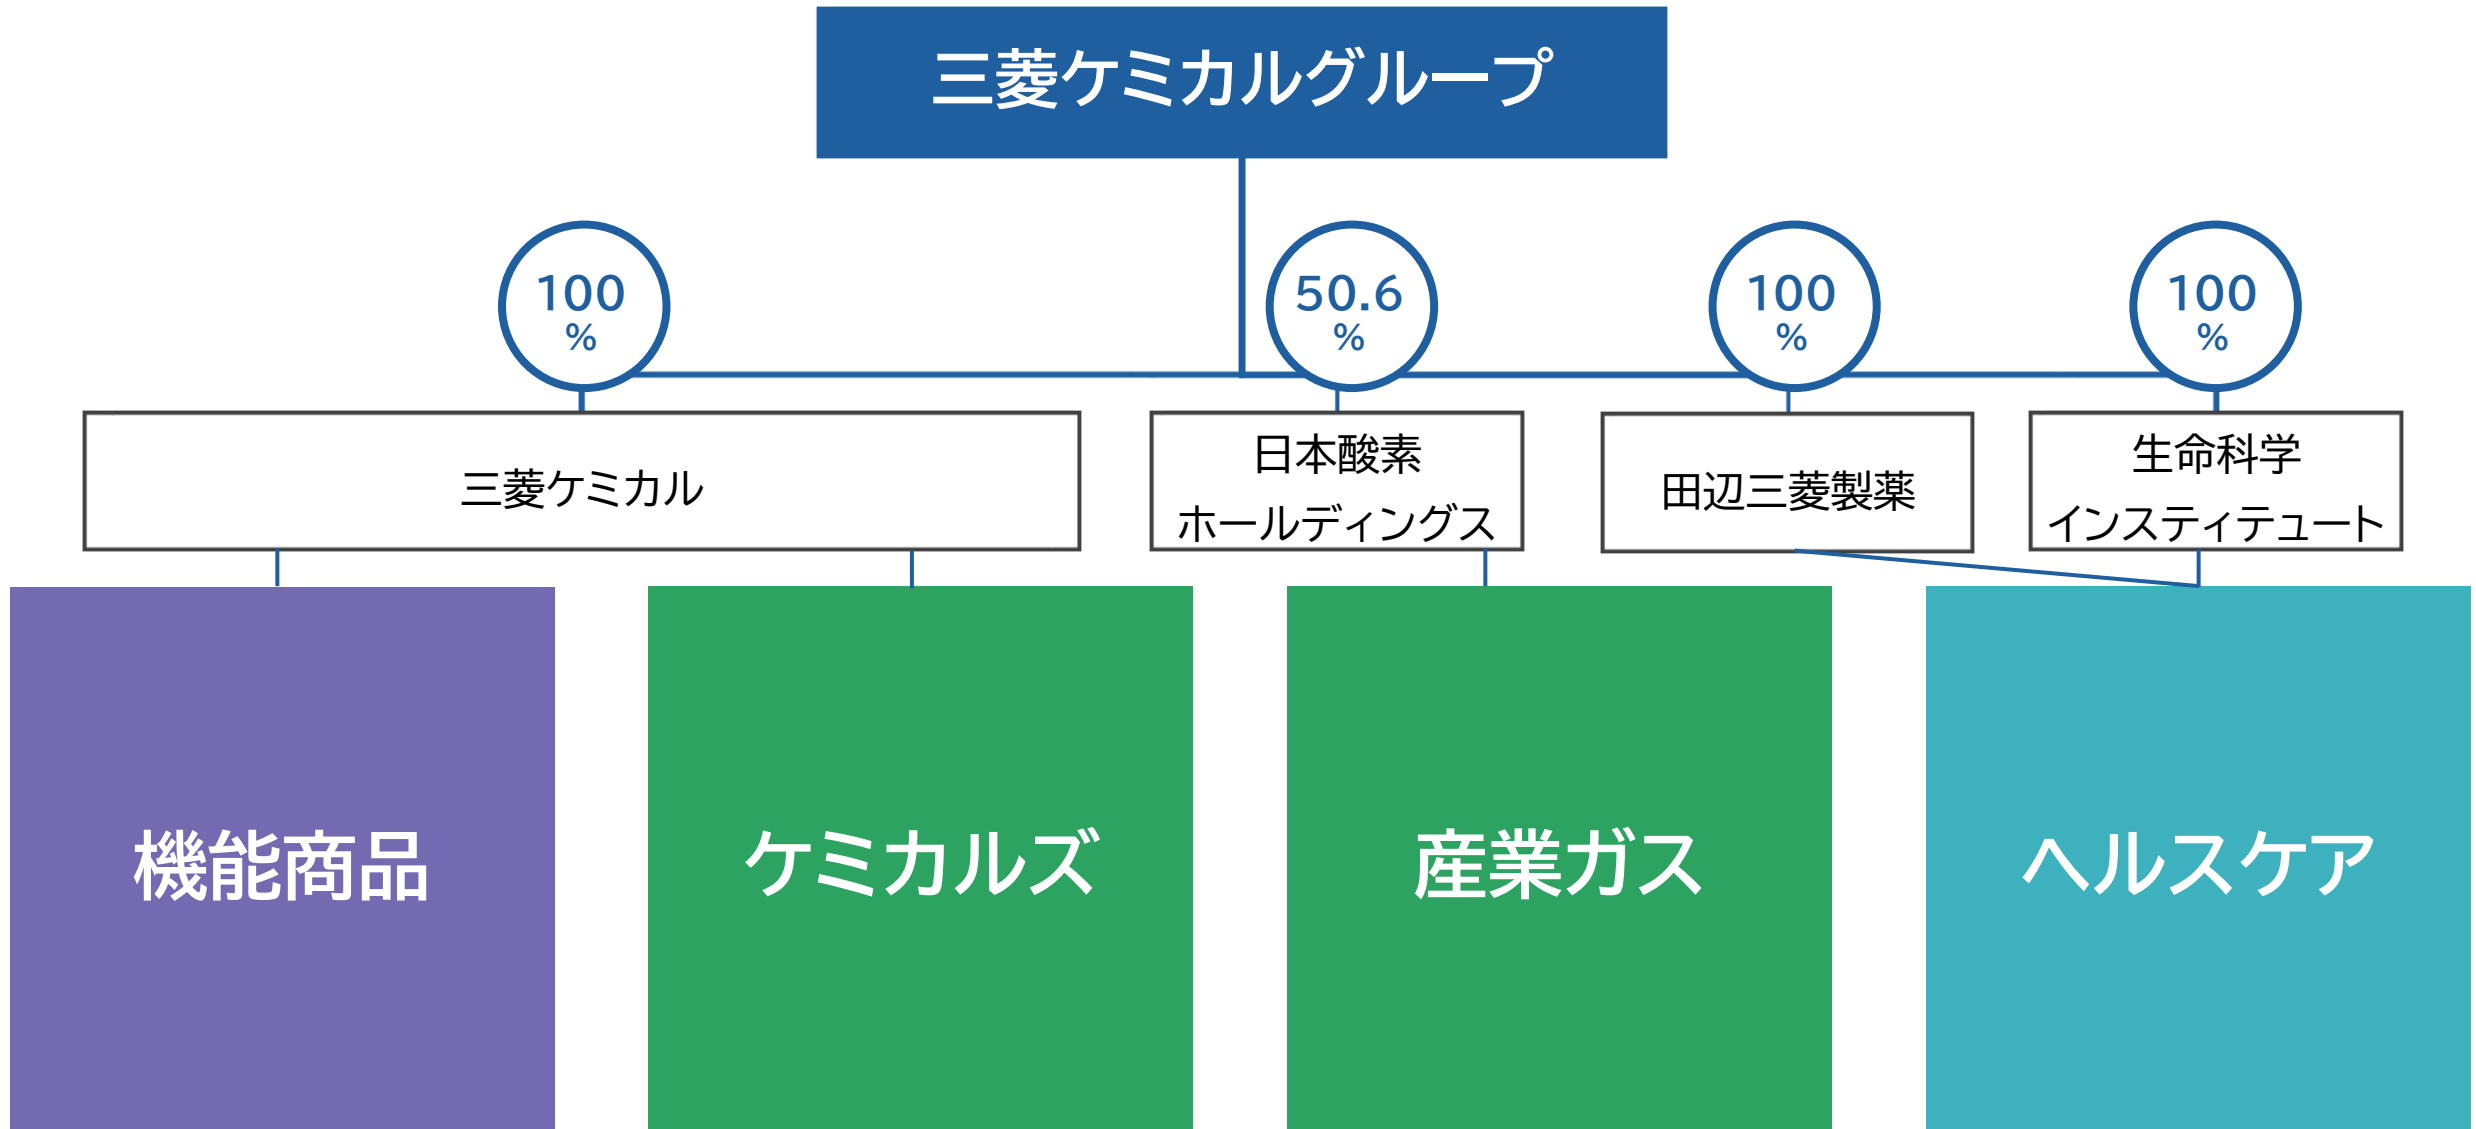 三菱ケミカルグループ
100
%
50.6
%
100
%
100
%
三菱ケミカル
日本酸素
ホールディングス
田辺三菱製薬
生命科学
インスティテュート
機能商品
ケミカルズ
産業ガス
ヘルスケア